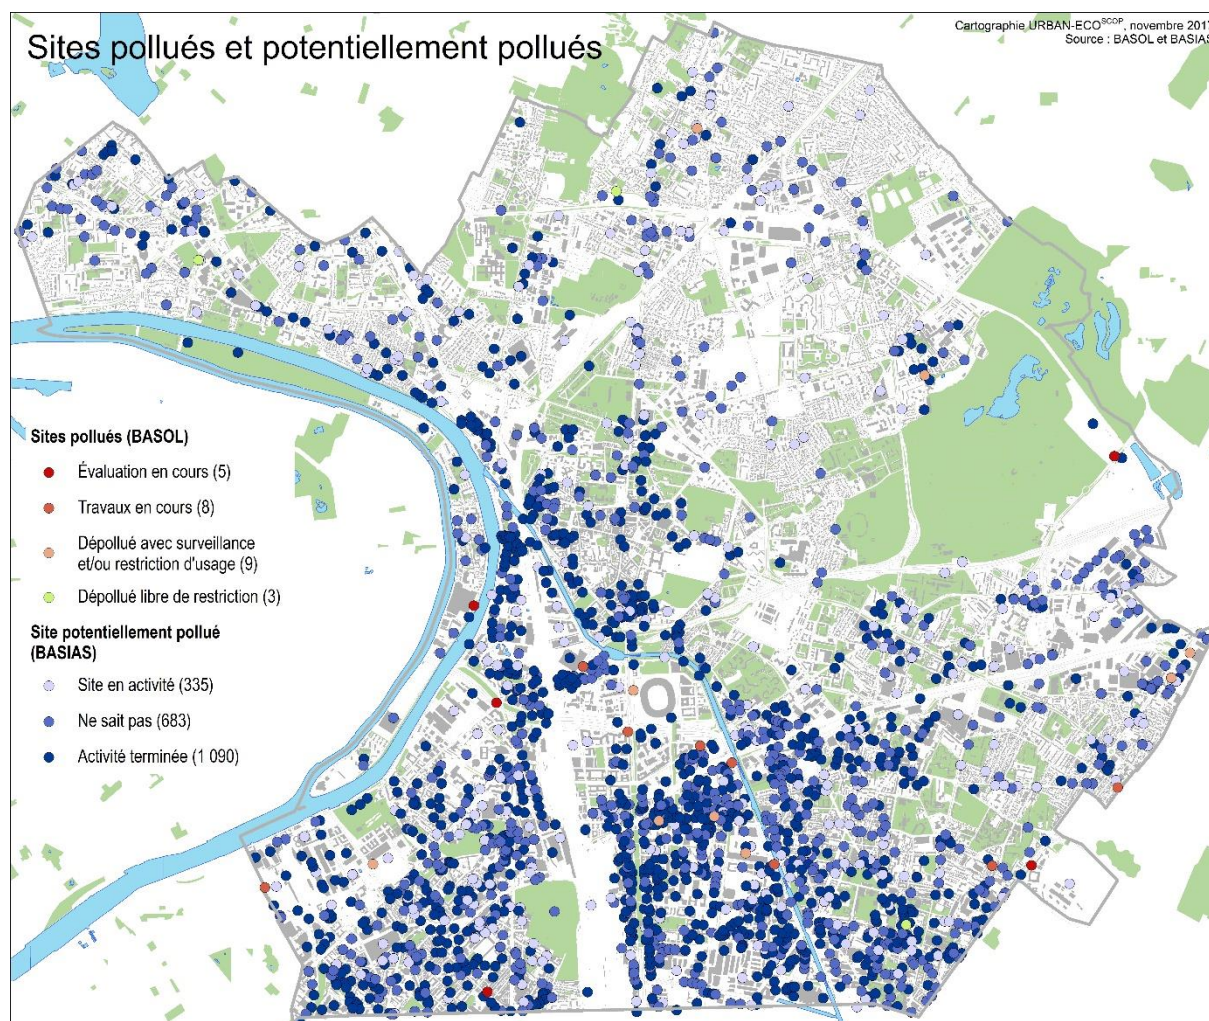 Sites pollués et potentiellement pollués
Cartographie URBAN-ECOSCOP, novembre 2017
Source : BASOL et BASIAS
Sites pollués (BASOL)
Évaluation en cours (5)
Travaux en cours (8)
Dépollué avec surveillance
et/ou restriction d'usage (9)
Dépollué libre de restriction (3)
Site potentiellement pollué
(BASIAS)
Site en activité (335)
Ne sait pas (683)
Activité terminée (1 090)